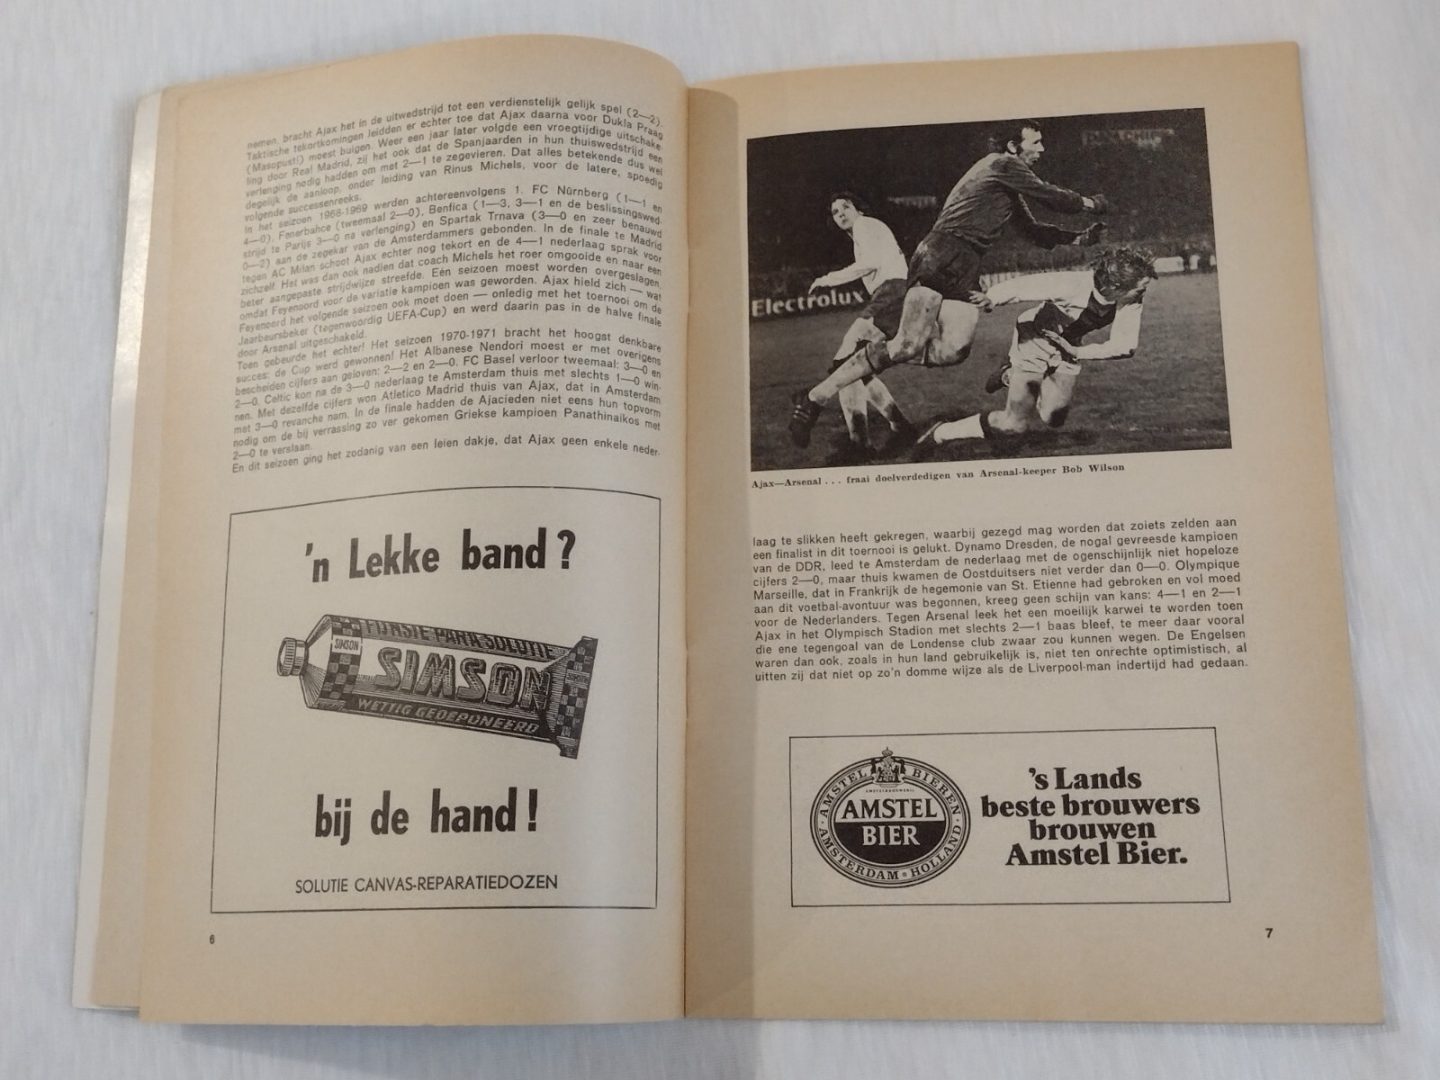 nemen, bracht Ajax het in de uitwedstrijd tot een verdienstelijk gelijk spel (2—2).
Taktische tekortkomingen leidden er echter toe dat Ajax daarna voor Dukla Praag
(Masopust!) moest buigen. Weer een jaar later volgde een vroegtijdige uitschake-
ling door Real Madrid, zij het ook dat de Spanjaarden in hun thuiswedstrijd een
verlenging nodig hadden om met 2—1 te zegevieren. Dat alles betekende dus wel
degelijk de aanloop, onder leiding van Rinus Michels, voor de latere, spoedig
volgende successenreeks.
In het seizoen 1968-1969 werden achtereenvolgens 1. FC Nürnberg (1—1 en
4—0), Fenerbahce (tweemaal 2—0), Benfica (1—3, 3—1 en de beslissingswed-
strijd te Parijs 3—0 na verlenging) en Spartak Trnava (3—0 en zeer benauwd
0—2) aan de zegekar van de Amsterdammers gebonden. In de finale te Madrid
tegen AC Milan schoot Ajax echter nog tekort en de 4—1 nederlaag sprak voor
zichzelf. Het was dan ook nadien dat coach Michels het roer omgooide en naar een
beter aangepaste strijdwijze streefde. Eén seizoen moest worden overgeslagen,
omdat Feyenoord voor de variatie kampioen was geworden. Ajax hield zich — wat
Feyenoord het volgende seizoen ook moet doen — onledig met het toernooi om de
Jaarbeursbeker (tegenwoordig UEFA-Cup) en werd daarin pas in de halve finale
door Arsenal uitgeschakeld.
Toen gebeurde het echter! Het seizoen 1970-1971 bracht het hoogst denkbare
succes: de Cup werd gewonnen! Het Albanese Nendori moest er met overigens
bescheiden cijfers aan geloven: 2—2 en 2—0. FC Basel verloor tweemaal: 3—0 en
2—0. Celtic kon na de 3—0 nederlaag te Amsterdam thuis met slechts 1—0 win-
nen. Met dezelfde cijfers won Atletico Madrid thuis van Ajax, dat in Amsterdam
met 3—0 revanche nam. In de finale hadden de Ajacieden niet eens hun topvorm
nodig om de bij verrassing zo ver gekomen Griekse kampioen Panathinaikos met
2—0 te verslaan.
En dit seizoen ging het zodanig van een leien dakje, dat Ajax geen enkele neder-
'n Lekke band?
EERSTE PARA SOLUTIE
SIMSON
SIMSON
SIMSON
WETTIG GEDEPONEERD
bij de hand!
SOLUTIE CANVAS-REPARATIEDOZEN
6
Electrolux
Ajax—Arsenal . . . fraai doelverdedigen van Arsenal-keeper Bob Wilson
laag te slikken heeft gekregen, waarbij gezegd mag worden dat zoiets zelden aan
een finalist in dit toernooi is gelukt. Dynamo Dresden, de nogal gevreesde kampioen
van de DDR, leed te Amsterdam de nederlaag met de ogenschijnlijk niet hopeloze
cijfers 2—0, maar thuis kwamen de Oostduitsers niet verder dan 0—0. Olympique
Marseille, dat in Frankrijk de hegemonie van St. Etienne had gebroken en vol moed
aan dit voetbal-avontuur was begonnen, kreeg geen schijn van kans: 4—1 en 2—1
voor de Nederlanders. Tegen Arsenal leek het een moeilijk karwei te worden toen
Ajax in het Olympisch Stadion met slechts 2—1 baas bleef, te meer daar vooral
die ene tegengoal van de Londense club zwaar zou kunnen wegen. De Engelsen
waren dan ook, zoals in hun land gebruikelijk is, niet ten onrechte optimistisch, al
uitten zij dat niet op zo'n domme wijze als de Liverpool-man indertijd had gedaan.
AMSTEL BIEREN
AMSTELBROUWERIJ
AMSTEL
BIER
AMSTERDAM HOLLAND
's Lands
beste brouwers
brouwen
Amstel Bier.
7